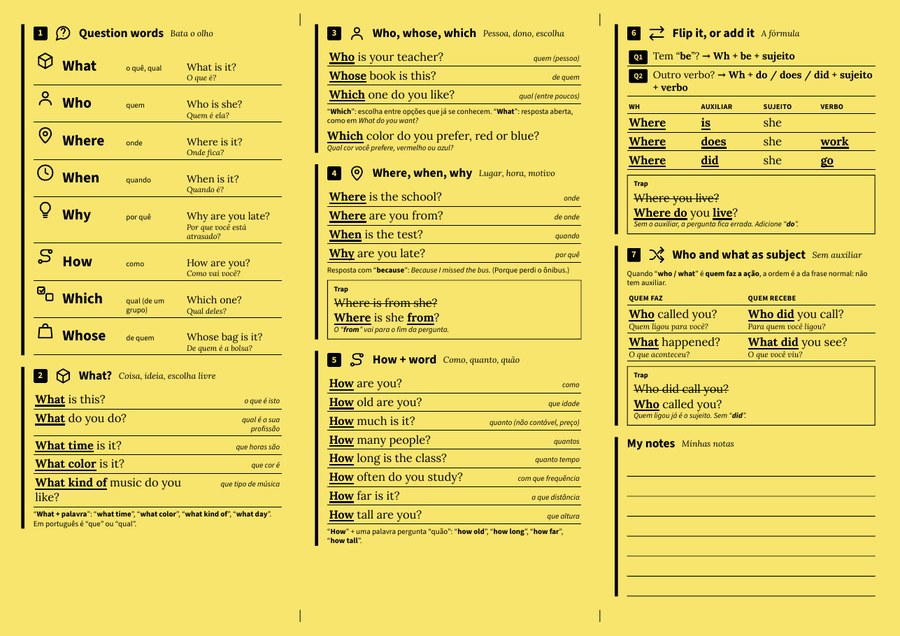 1 Question words Bata o olho
What o quê, qual What is it?
O que é?
Who quem Who is she?
Quem é ela?
Where onde Where is it?
Onde fica?
When quando When is it?
Quando é?
Why por quê Why are you late?
Por que você está
atrasado?
How como How are you?
Como vai você?
Which qual (de um Which one?
grupo) Qual deles?
Whose de quem Whose bag is it?
De quem é a bolsa?
2 What? Coisa, ideia, escolha livre
What is this? o que é isto
What do you do? qual é a sua
profissão
What time is it? que horas são
What color is it? que cor é
What kind of music do you que tipo de música
like?
"What + palavra": "what time", "what color", "what kind of", "what day".
Em português é "que" ou "qual".
3 Who, whose, which Pessoa, dono, escolha
Who is your teacher? quem (pessoa)
Whose book is this? de quem
Which one do you like? qual (entre poucos)
"Which": escolha entre opções que já se conhecem. "What": resposta aberta,
como em What do you want?
Which color do you prefer, red or blue?
Qual cor você prefere, vermelho ou azul?
4 Where, when, why Lugar, hora, motivo
Where is the school? onde
Where are you from? de onde
When is the test? quando
Why are you late? por quê
Resposta com "because": Because I missed the bus. (Porque perdi o ônibus.)
Trap
Where is from she?
Where is she from?
O "from" vai para o fim da pergunta.
5 How + word Como, quanto, quão
How are you? como
How old are you? que idade
How much is it? quanto (não contável, preço)
How many people? quantos
How long is the class? quanto tempo
How often do you study? com que frequência
How far is it? a que distância
How tall are you? que altura
"How" + uma palavra pergunta "quão": "how old", "how long", "how far",
"how tall".
6 Flip it, or add it A fórmula
Q1 Tem "be"? → Wh + be + sujeito
Q2 Outro verbo? → Wh + do / does / did + sujeito
+ verbo
WH AUXILIAR SUJEITO VERBO
Where is she
Where does she work
Where did she go
Trap
Where you live?
Where do you live?
Sem o auxiliar, a pergunta fica errada. Adicione "do".
7 Who and what as subject Sem auxiliar
Quando "who / what" é quem faz a ação, a ordem é a da frase normal: não
tem auxiliar.
QUEM FAZ QUEM RECEBE
Who called you? Who did you call?
Quem ligou para você? Para quem você ligou?
What happened? What did you see?
O que aconteceu? O que você viu?
Trap
Who did call you?
Who called you?
Quem ligou já é o sujeito. Sem "did".
My notes Minhas notas